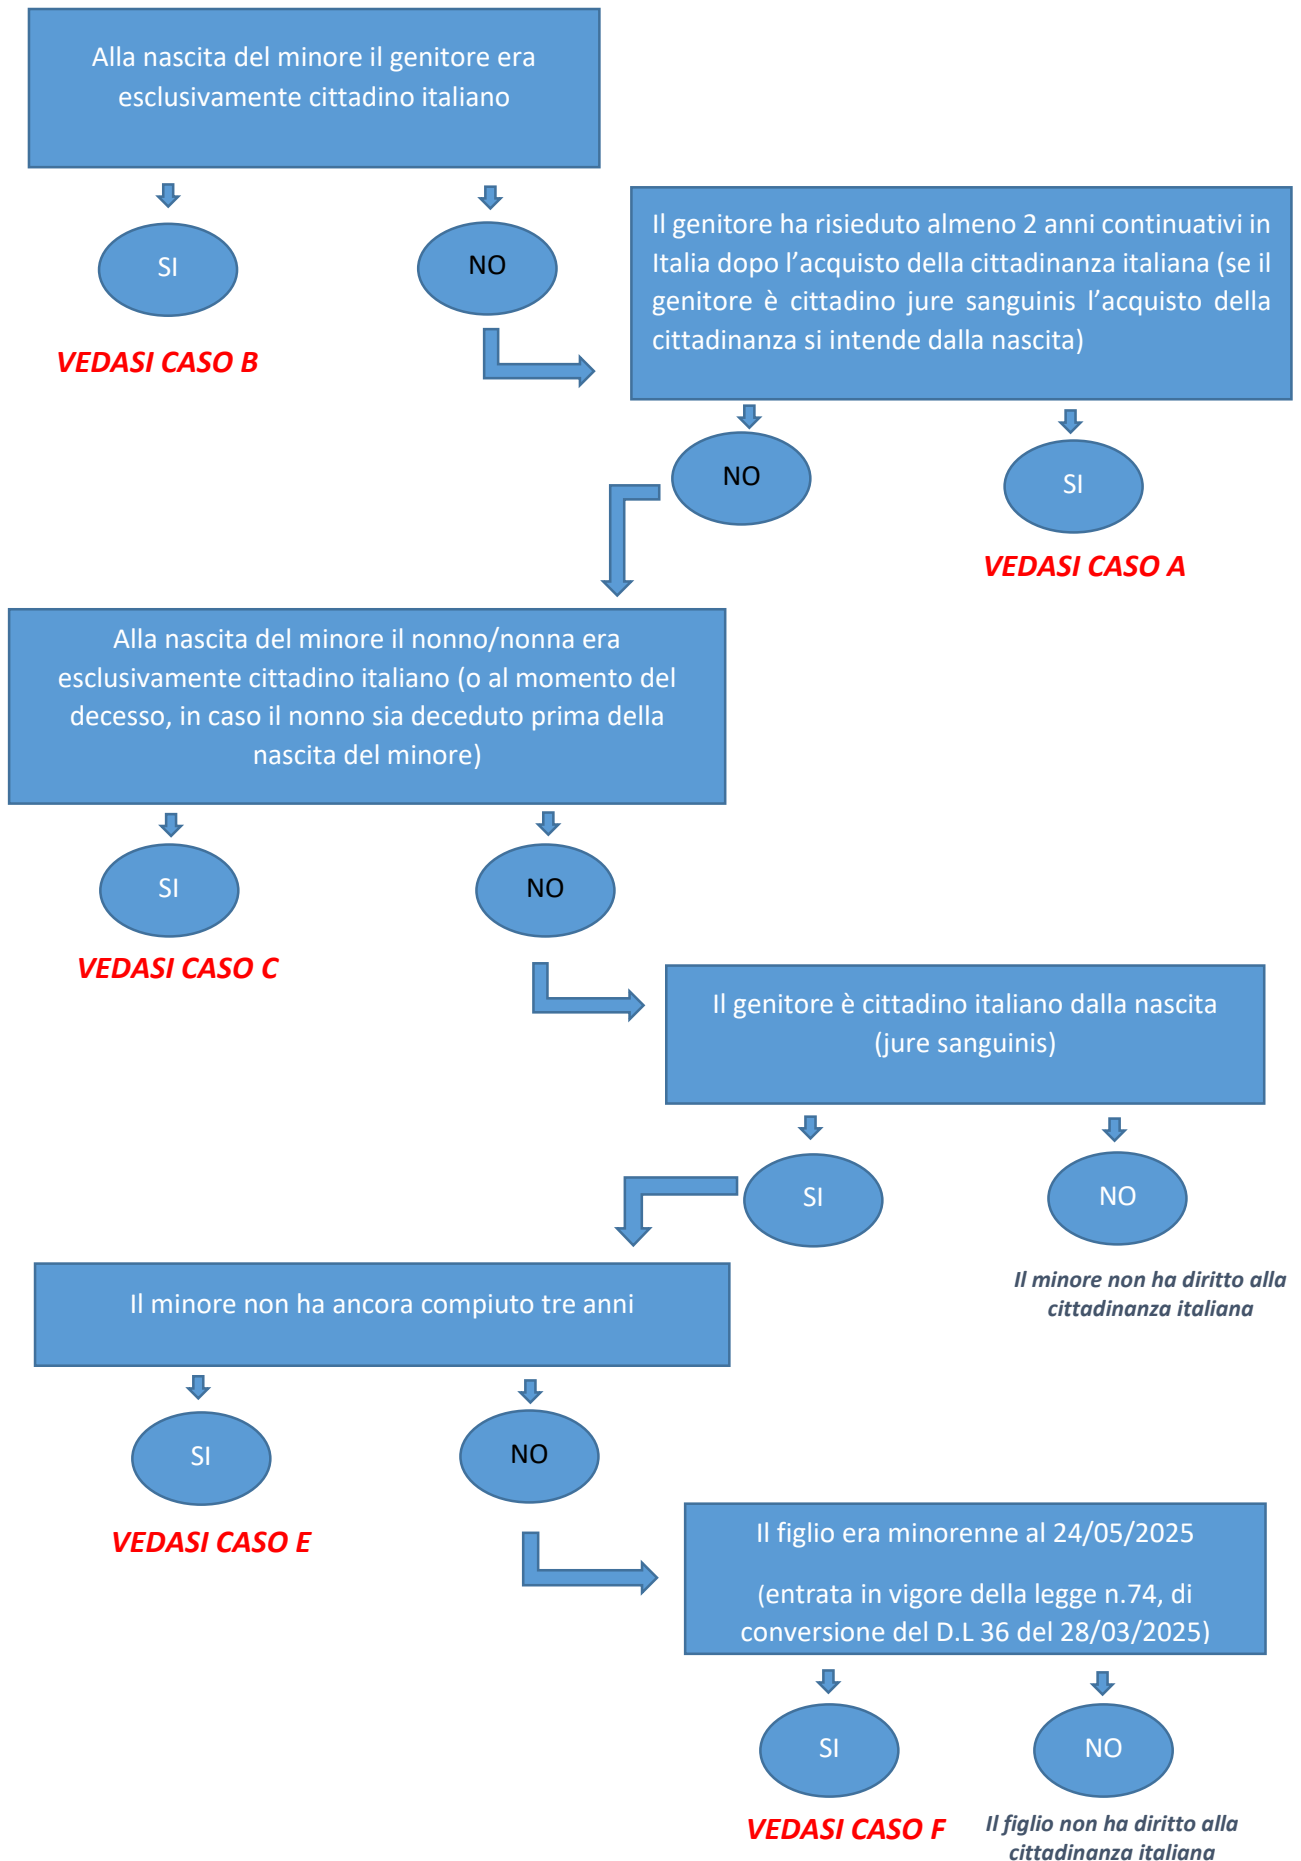 Alla nascita del minore il genitore era
esclusivamente cittadino italiano
SI
NO
VEDASI CASO B
Il genitore ha risieduto almeno 2 anni continuativi in
Italia dopo l’acquisto della cittadinanza italiana (se il
genitore è cittadino jure sanguinis l’acquisto della
cittadinanza si intende dalla nascita)
NO
SI
VEDASI CASO A
Alla nascita del minore il nonno/nonna era
esclusivamente cittadino italiano (o al momento del
decesso, in caso il nonno sia deceduto prima della
nascita del minore)
SI
NO
VEDASI CASO C
Il genitore è cittadino italiano dalla nascita
(jure sanguinis)
SI
NO
Il minore non ha diritto alla
cittadinanza italiana
Il minore non ha ancora compiuto tre anni
SI
NO
VEDASI CASO E
Il figlio era minorenne al 24/05/2025
(entrata in vigore della legge n.74, di
conversione del D.L 36 del 28/03/2025)
SI
NO
VEDASI CASO F
Il figlio non ha diritto alla
cittadinanza italiana